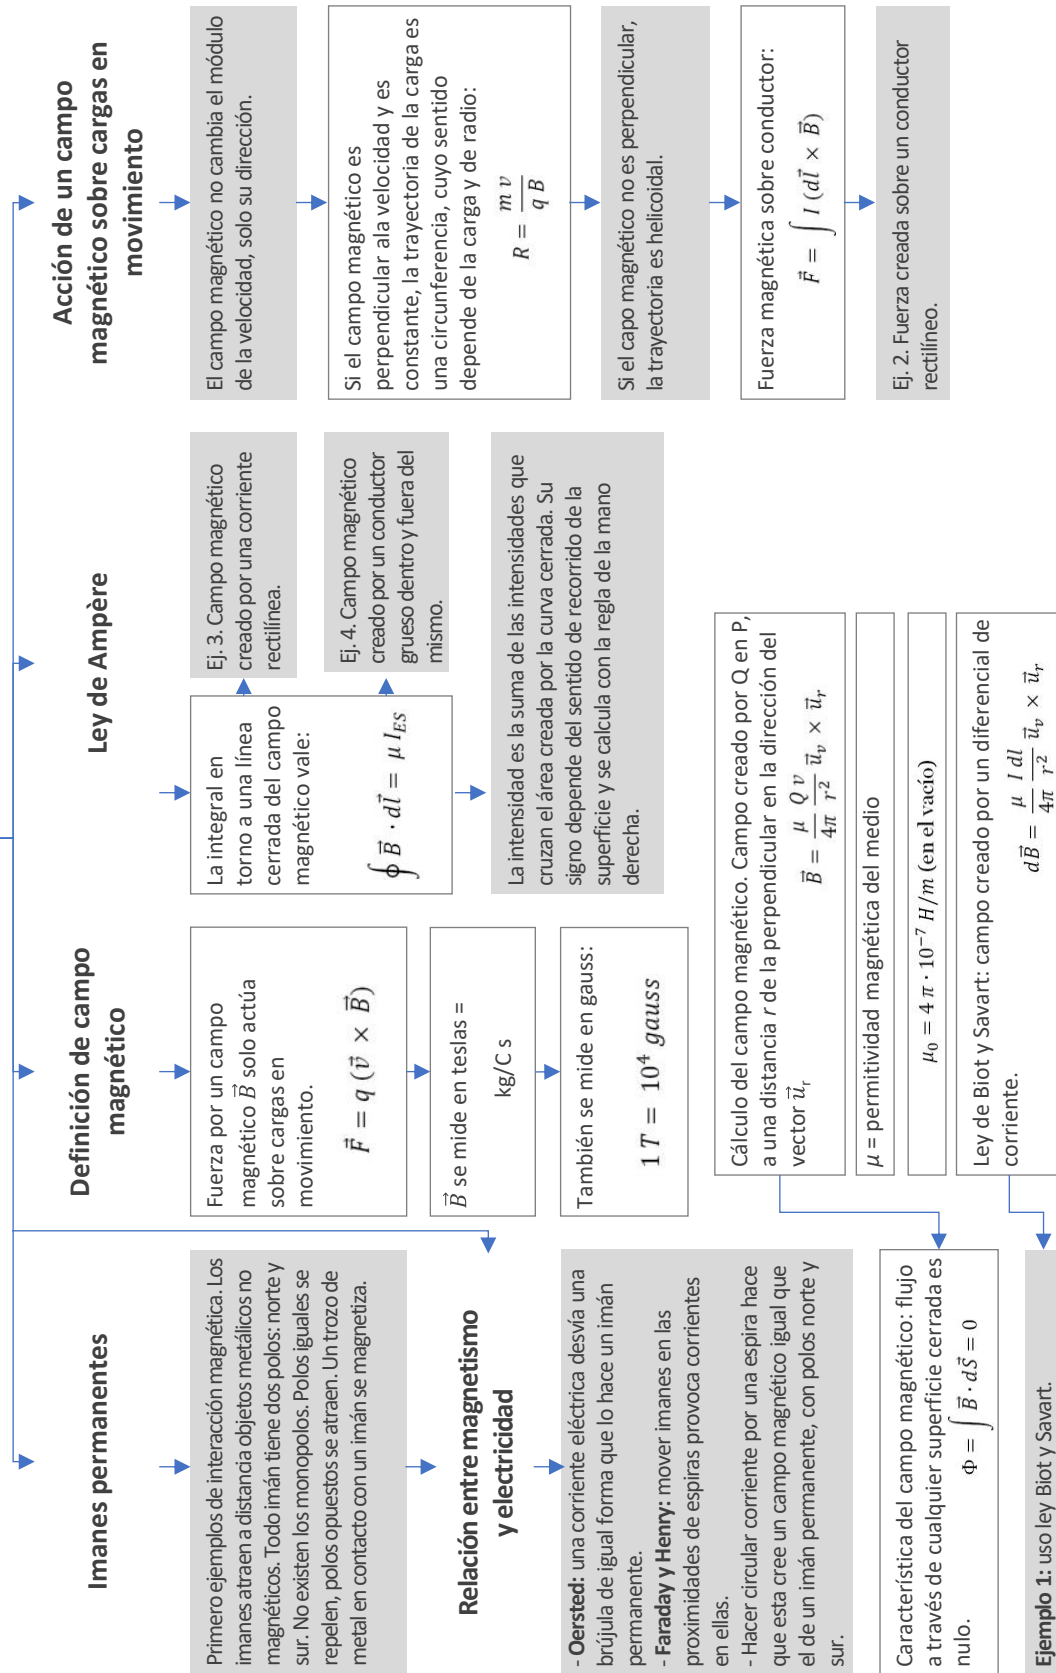 Imanes permanentes
Primero ejemplos de interacción magnética. Los
imanes atraen a distancia objetos metálicos no
magnéticos. Todo imán tiene dos polos: norte y
sur. No existen los monopolos. Polos iguales se
repelen, polos opuestos se atraen. Un trozo de
metal en contacto con un imán se magnetiza.
Relación entre magnetismo
y electricidad
- Oersted: una corriente eléctrica desvía una
brújula de igual forma que lo hace un imán
permanente.
- Faraday y Henry: mover imanes en las
proximidades de espiras provoca corrientes
en ellas.
- Hacer circular corriente por una espira hace
que esta cree un campo magnético igual que
el de un imán permanente, con polos norte y
sur.
Característica del campo magnético: flujo
a través de cualquier superficie cerrada es
nulo.
Φ = ∫ B⃗ · dS⃗ = 0
Ejemplo 1: uso ley Biot y Savart.
Definición de campo
magnético
Fuerza por un campo
magnético B⃗ solo actúa
sobre cargas en
movimiento.
F⃗ = q (v⃗ × B⃗)
B⃗ se mide en teslas =
kg/C s
También se mide en gauss:
1 T = 10⁴ gauss
Cálculo del campo magnético. Campo creado por Q en P,
a una distancia r de la perpendicular en la dirección del
vector u⃗ᵣ
B⃗ = μ/4π Q v/r² u⃗ᵥ × u⃗ᵣ
μ = permitividad magnética del medio
μ₀ = 4 π · 10⁻⁷ H/m (en el vacío)
Ley de Biot y Savart: campo creado por un diferencial de
corriente.
dB⃗ = μ/4π I dl/r² u⃗ᵥ × u⃗ᵣ
Ley de Ampère
La integral en
torno a una línea
cerrada del campo
magnético vale:
∮ B⃗ · dl⃗ = μ I_ES
Ej. 3. Campo magnético
creado por una corriente
rectilínea.
Ej. 4. Campo magnético
creado por un conductor
grueso dentro y fuera del
mismo.
La intensidad es la suma de las intensidades que
cruzan el área creada por la curva cerrada. Su
signo depende del sentido de recorrido de la
superficie y se calcula con la regla de la mano
derecha.
Acción de un campo
magnético sobre cargas en
movimiento
El campo magnético no cambia el módulo
de la velocidad, solo su dirección.
Si el campo magnético es
perpendicular ala velocidad y es
constante, la trayectoria de la carga es
una circunferencia, cuyo sentido
depende de la carga y de radio:
R = m v / q B
Si el capo magnético no es perpendicular,
la trayectoria es helicoidal.
Fuerza magnética sobre conductor:
F⃗ = ∫ I (dl⃗ × B⃗)
Ej. 2. Fuerza creada sobre un conductor
rectilíneo.